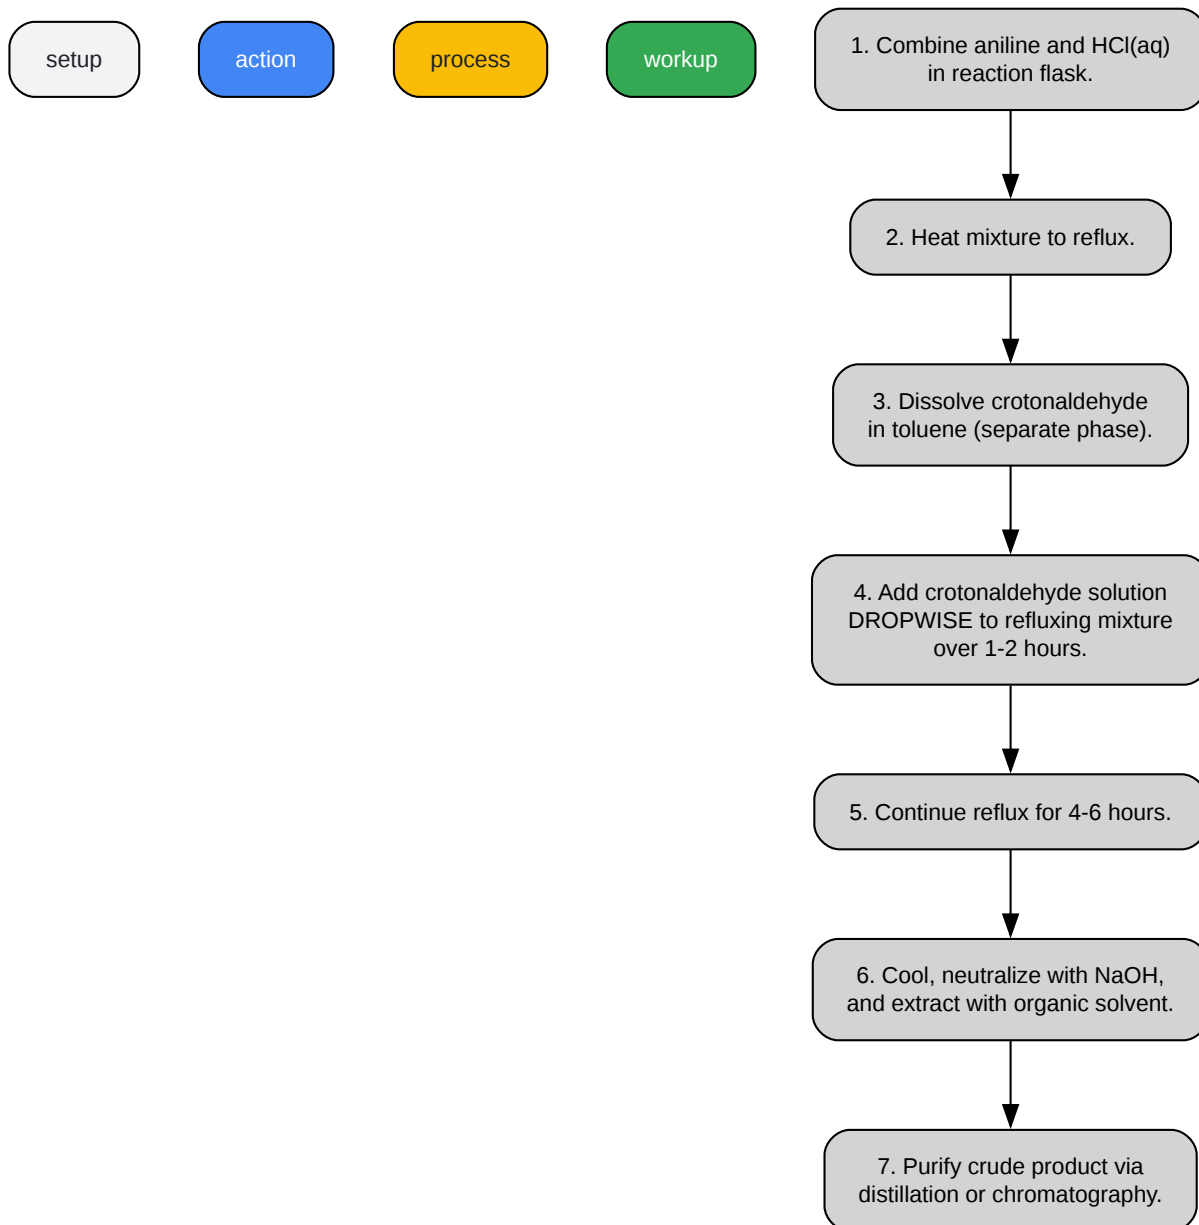 setup
action
process
workup
1. Combine aniline and HCl(aq)
in reaction flask.
2. Heat mixture to reflux.
3. Dissolve crotonaldehyde
in toluene (separate phase).
4. Add crotonaldehyde solution
DROPWISE to refluxing mixture
over 1-2 hours.
5. Continue reflux for 4-6 hours.
6. Cool, neutralize with NaOH,
and extract with organic solvent.
7. Purify crude product via
distillation or chromatography.